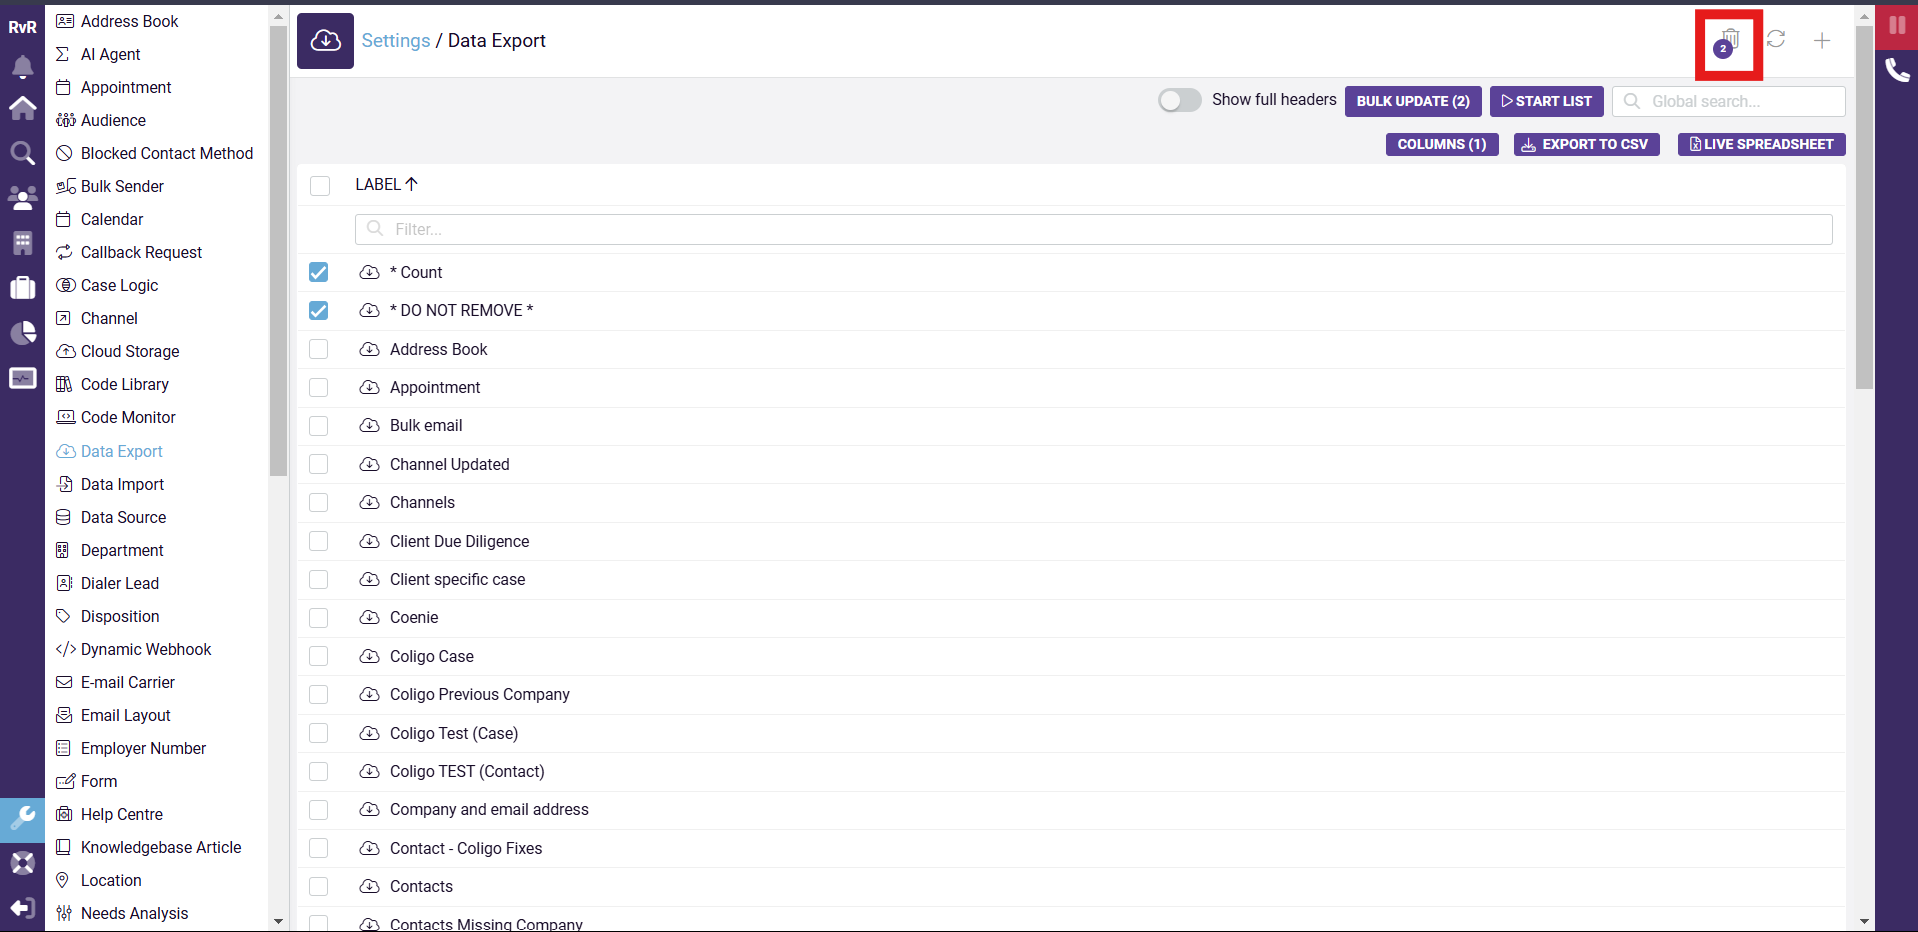 RvR
Address Book
AI Agent
Appointment
Audience
Blocked Contact Method
Bulk Sender
Calendar
Callback Request
Case Logic
Channel
Cloud Storage
Code Library
Code Monitor
Data Export
Data Import
Data Source
Department
Dialer Lead
Disposition
Dynamic Webhook
E-mail Carrier
Email Layout
Employer Number
Form
Help Centre
Knowledgebase Article
Location
Needs Analysis
Settings / Data Export
2
Show full headers
BULK UPDATE (2)
START LIST
Global search...
COLUMNS (1)
EXPORT TO CSV
LIVE SPREADSHEET
LABEL
Filter...
* Count
* DO NOT REMOVE *
Address Book
Appointment
Bulk email
Channel Updated
Channels
Client Due Diligence
Client specific case
Coenie
Coligo Case
Coligo Previous Company
Coligo Test (Case)
Coligo TEST (Contact)
Company and email address
Contact - Coligo Fixes
Contacts
Contacts Missing Company